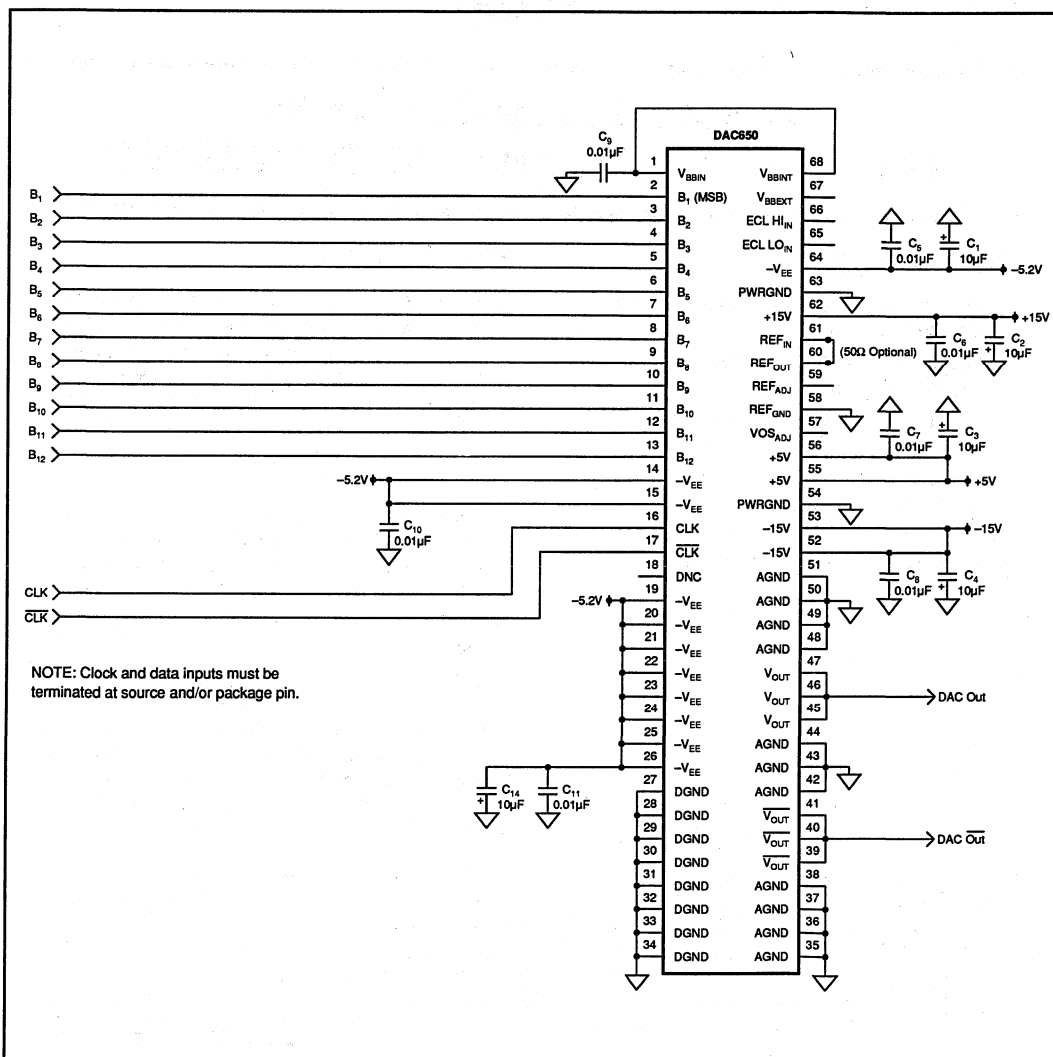 DAC650
C9
0.01µF
1 VBBIN
2 B1 (MSB)
3 B2
4 B3
5 B4
6 B5
7 B6
8 B7
9 B8
10 B9
11 B10
12 B11
13 B12
14 –VEE
15 –VEE
16 CLK
17 CLK
18 DNC
19 –VEE
20 –VEE
21 –VEE
22 –VEE
23 –VEE
24 –VEE
25 –VEE
26 –VEE
27 DGND
28 DGND
29 DGND
30 DGND
31 DGND
32 DGND
33 DGND
34 DGND
68 VBBINT
67 VBBEXT
66 ECL HIIN
65 ECL LOIN
64 –VEE
63 PWRGND
62 +15V
61 REFIN
60 REFOUT
59 REFADJ
58 REFGND
57 VOSADJ
56 +5V
55 +5V
54 PWRGND
53 –15V
52 –15V
51 AGND
50 AGND
49 AGND
48 AGND
47 VOUT
46 VOUT
45 VOUT
44 AGND
43 AGND
42 AGND
41 VOUT
40 VOUT
39 VOUT
38 AGND
37 AGND
36 AGND
35 AGND
B1
B2
B3
B4
B5
B6
B7
B8
B9
B10
B11
B12
–5.2V
C10
0.01µF
CLK
CLK
–5.2V
NOTE: Clock and data inputs must be
terminated at source and/or package pin.
C14
10µF
+
C11
0.01µF
C5
0.01µF
+
C1
10µF
–5.2V
+15V
(50Ω Optional)
C6
0.01µF
+
C2
10µF
C7
0.01µF
+
C3
10µF
+5V
–15V
C8
0.01µF
+
C4
10µF
DAC Out
DAC Out